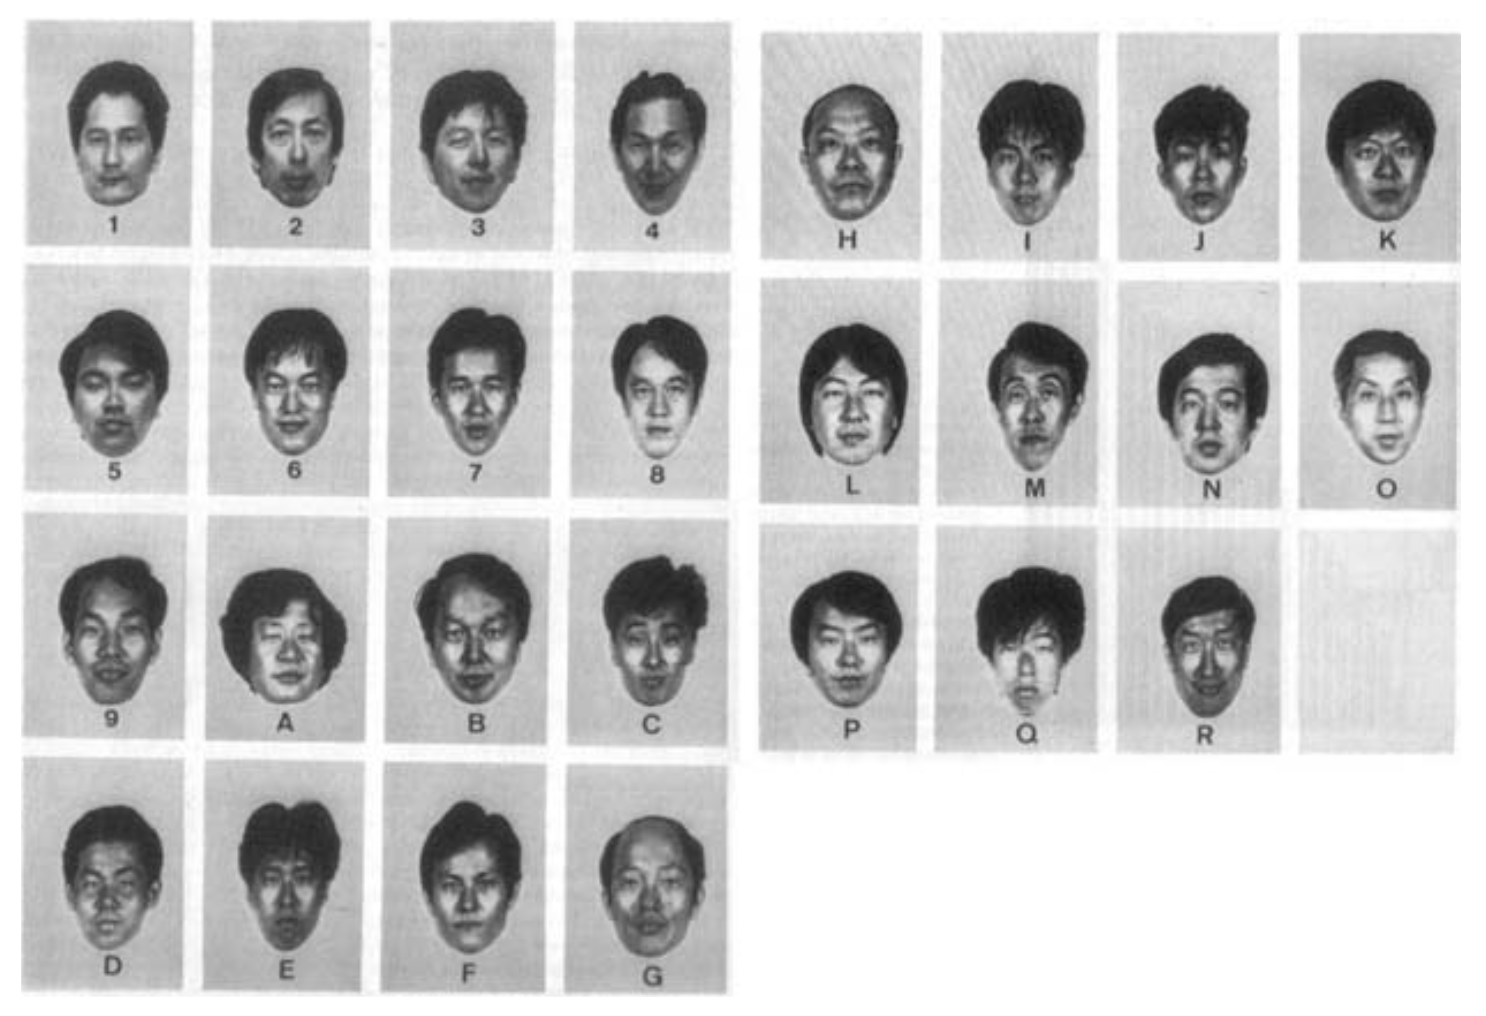 1 2 3 4
5 6 7 8
9 A B C
D E F G
H I J K
L M N O
P Q R